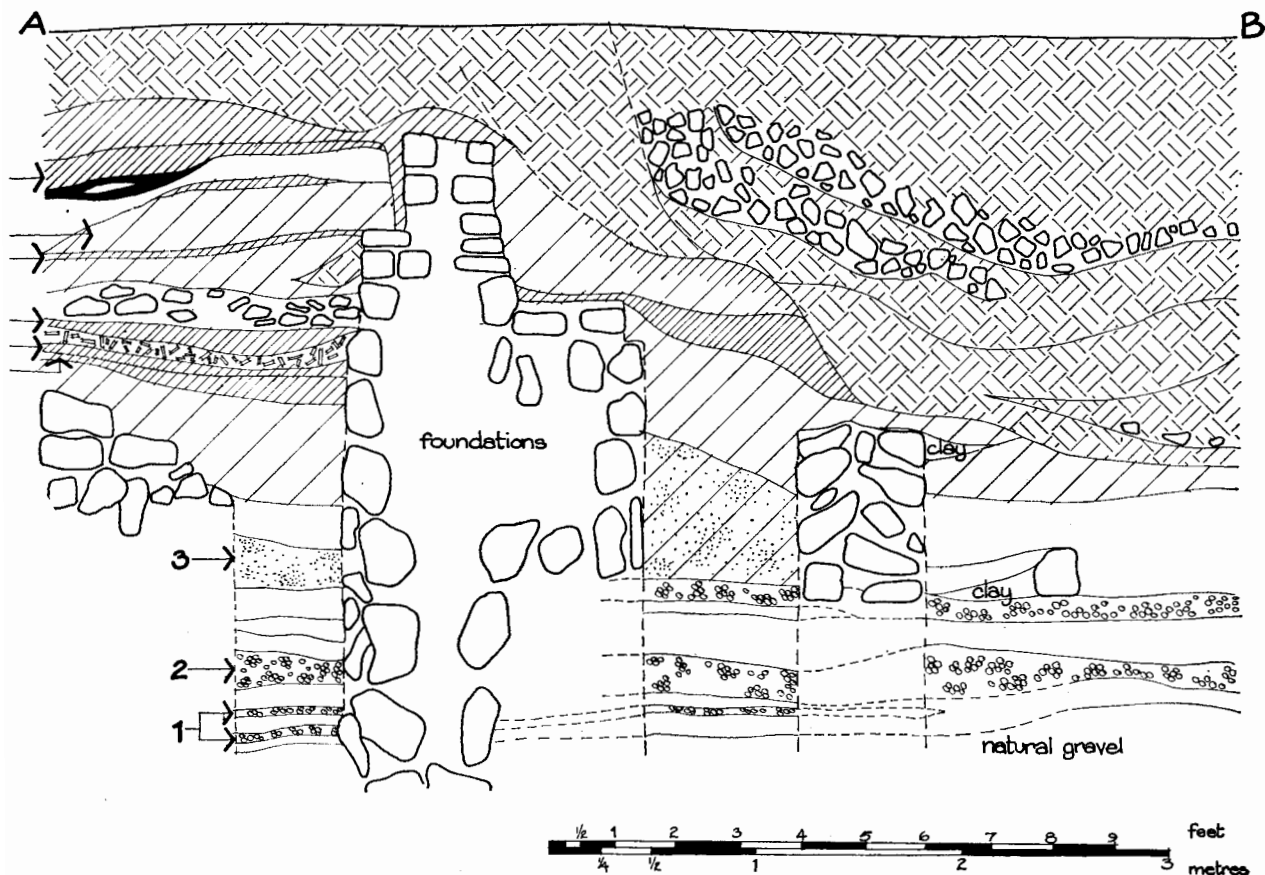 A B
foundations
clay
3
clay
2
1
natural gravel
½ 1 2 3 4 5 6 7 8 9 feet
¼ ½ 1 2 3 metres